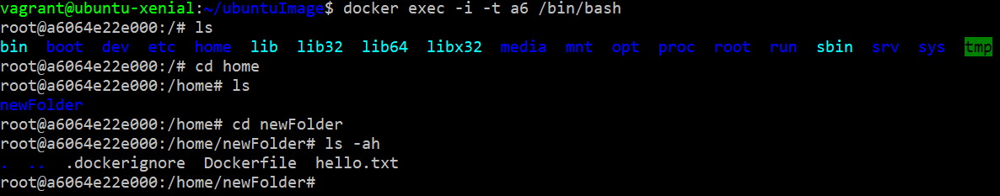 vagrant@ubuntu-xenial:~/ubuntuImage$ docker exec -i -t a6 /bin/bash
root@a6064e22e000:/# ls
bin boot dev etc home lib lib32 lib64 libx32 media mnt opt proc root run sbin srv sys tmp
root@a6064e22e000:/# cd home
root@a6064e22e000:/home# ls
newFolder
root@a6064e22e000:/home# cd newFolder
root@a6064e22e000:/home/newFolder# ls -ah
. .. .dockerignore Dockerfile hello.txt
root@a6064e22e000:/home/newFolder#